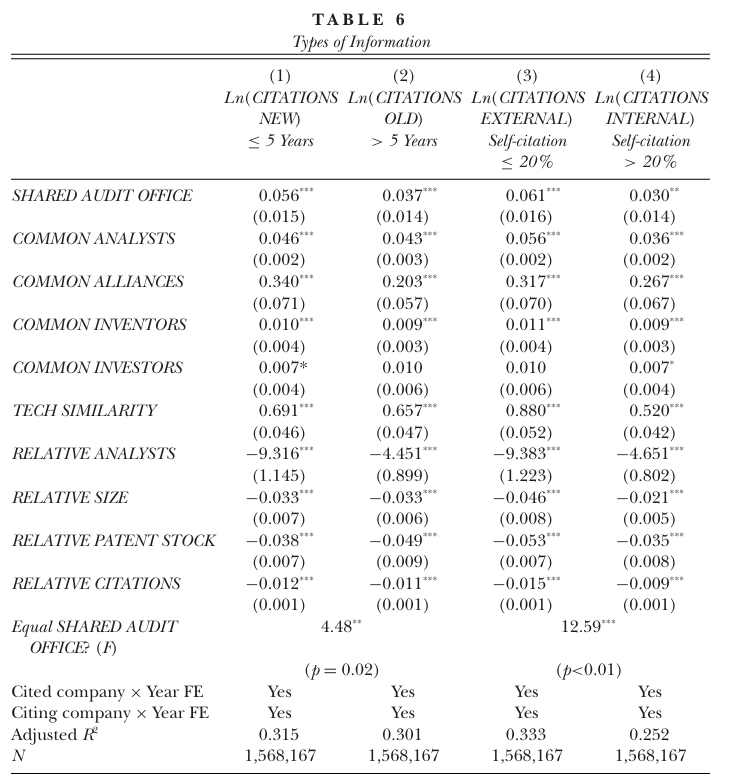 TABLE 6
Types of Information
(1) (2) (3) (4)
Ln(CITATIONS Ln(CITATIONS Ln(CITATIONS Ln(CITATIONS
NEW) OLD) EXTERNAL) INTERNAL)
≤ 5 Years > 5 Years Self-citation Self-citation
≤ 20% > 20%
SHARED AUDIT OFFICE 0.056*** 0.037*** 0.061*** 0.030**
(0.015) (0.014) (0.016) (0.014)
COMMON ANALYSTS 0.046*** 0.043*** 0.056*** 0.036***
(0.002) (0.003) (0.002) (0.002)
COMMON ALLIANCES 0.340*** 0.203*** 0.317*** 0.267***
(0.071) (0.057) (0.070) (0.067)
COMMON INVENTORS 0.010*** 0.009*** 0.011*** 0.009***
(0.004) (0.003) (0.004) (0.003)
COMMON INVESTORS 0.007* 0.010 0.010 0.007*
(0.004) (0.006) (0.006) (0.004)
TECH SIMILARITY 0.691*** 0.657*** 0.880*** 0.520***
(0.046) (0.047) (0.052) (0.042)
RELATIVE ANALYSTS −9.316*** −4.451*** −9.383*** −4.651***
(1.145) (0.899) (1.223) (0.802)
RELATIVE SIZE −0.033*** −0.033*** −0.046*** −0.021***
(0.007) (0.006) (0.008) (0.005)
RELATIVE PATENT STOCK −0.038*** −0.049*** −0.053*** −0.035***
(0.007) (0.009) (0.007) (0.008)
RELATIVE CITATIONS −0.012*** −0.011*** −0.015*** −0.009***
(0.001) (0.001) (0.001) (0.001)
Equal SHARED AUDIT 4.48** 12.59***
OFFICE? (F)
(p = 0.02) (p<0.01)
Cited company × Year FE Yes Yes Yes Yes
Citing company × Year FE Yes Yes Yes Yes
Adjusted R² 0.315 0.301 0.333 0.252
N 1,568,167 1,568,167 1,568,167 1,568,167